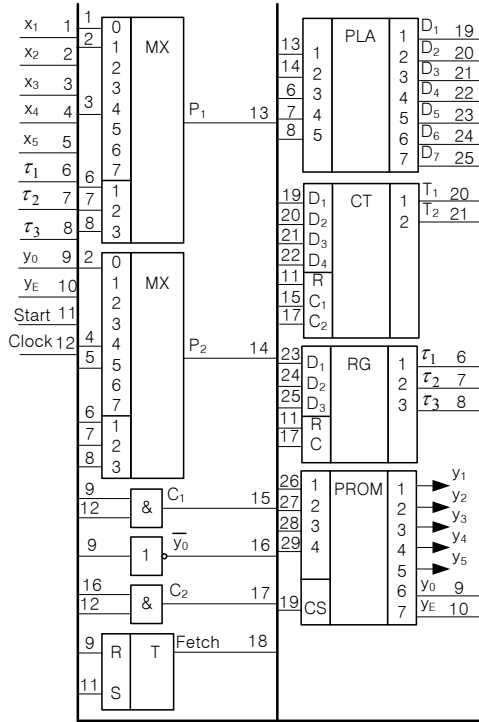 x₁ 1
x₂ 2
x₃ 3
x₄ 4
x₅ 5
τ₁ 6
τ₂ 7
τ₃ 8
y₀ 9
yE 10
Start 11
Clock 12
1 0 MX
2 1
2
3
3 4
5
6
7
6 1
7 2
8 3
P₁ 13
2 0 MX
1
2
3
4 4
5 5
6
7
6 1
7 2
8 3
P₂ 14
9
12
& C₁ 15
9 1 y̅₀ 16
16
12
& C₂ 17
9 R T Fetch 18
11 S
13 1 PLA 1 D₁ 19
14 2 2 D₂ 20
6 3 3 D₃ 21
7 4 4 D₄ 22
8 5 5 D₅ 23
6 D₆ 24
7 D₇ 25
19 D₁ CT 1 T₁ 20
20 D₂ 2 T₂ 21
21 D₃
22 D₄
11 R
15 C₁
17 C₂
23 D₁ RG 1 τ₁ 6
24 D₂ 2 τ₂ 7
25 D₃ 3 τ₃ 8
11 R
17 C
26 1 PROM 1 y₁
27 2 2 y₂
28 3 3 y₃
29 4 4 y₄
5 y₅
6 y₀ 9
19 CS 7 yE 10